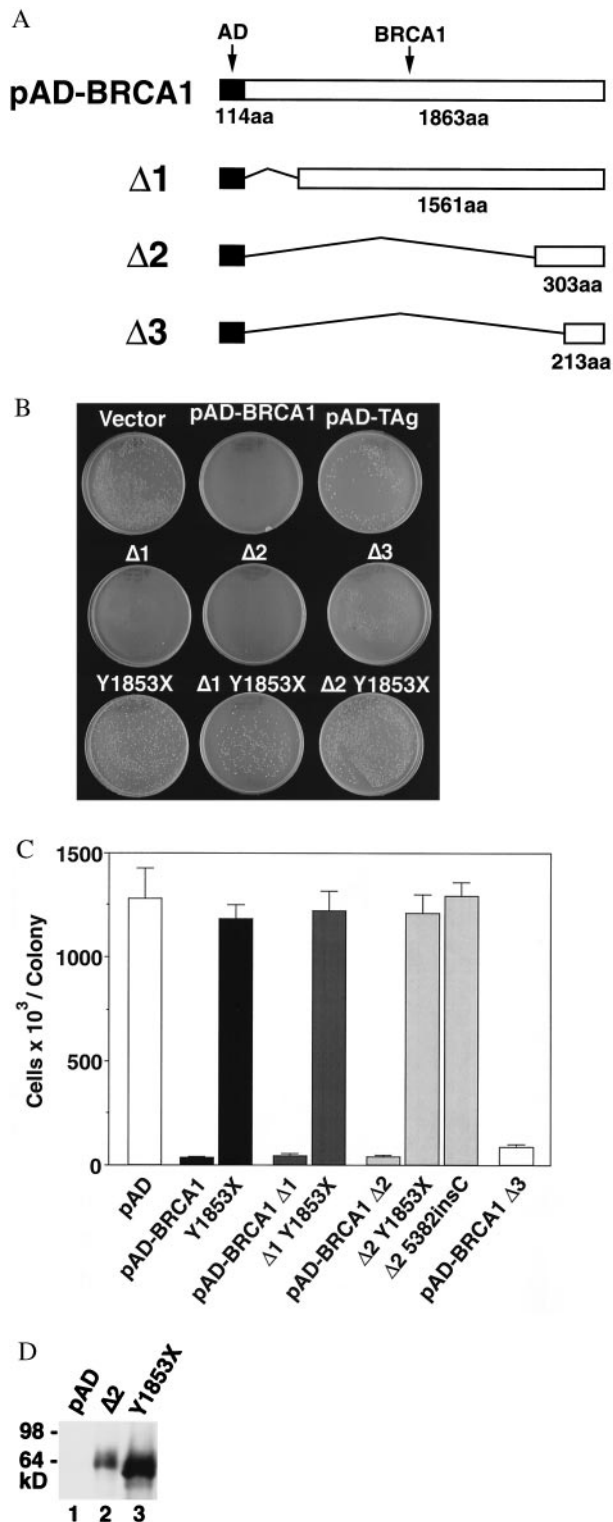 A
AD
BRCA1
pAD-BRCA1
114aa
1863aa
Δ1
1561aa
Δ2
303aa
Δ3
213aa
B
Vector
pAD-BRCA1
pAD-TAg
Δ1
Δ2
Δ3
Y1853X
Δ1 Y1853X
Δ2 Y1853X
C
Cells x 10³ / Colony
1500
1000
500
0
pAD
pAD-BRCA1
Y1853X
pAD-BRCA1 Δ1
Δ1 Y1853X
pAD-BRCA1 Δ2
Δ2 Y1853X
Δ2 5382insC
pAD-BRCA1 Δ3
D
pAD
Δ2
Y1853X
98 -
64 -
kD
1 2 3